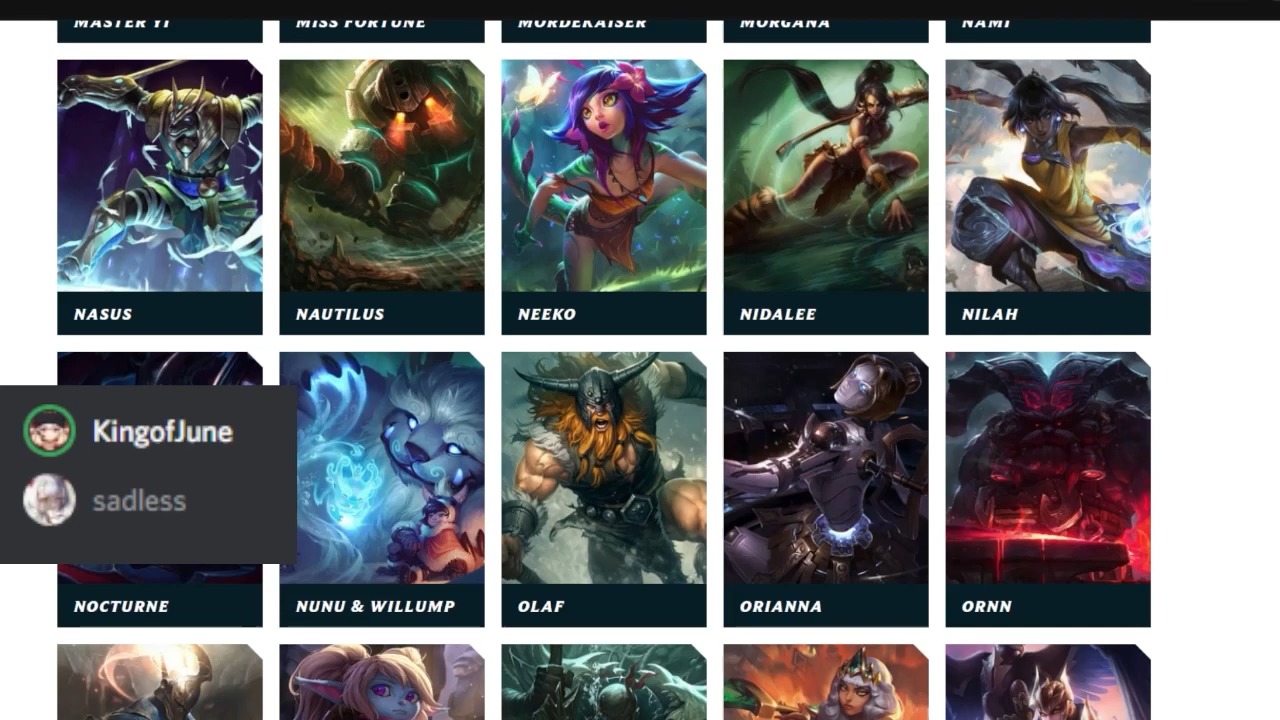 MASTER YI
MISS FORTUNE
MORDEKAISER
MORGANA
NAMI
NASUS
NAUTILUS
NEEKO
NIDALEE
NILAH
KingofJune
sadless
NOCTURNE
NUNU & WILLUMP
OLAF
ORIANNA
ORNN